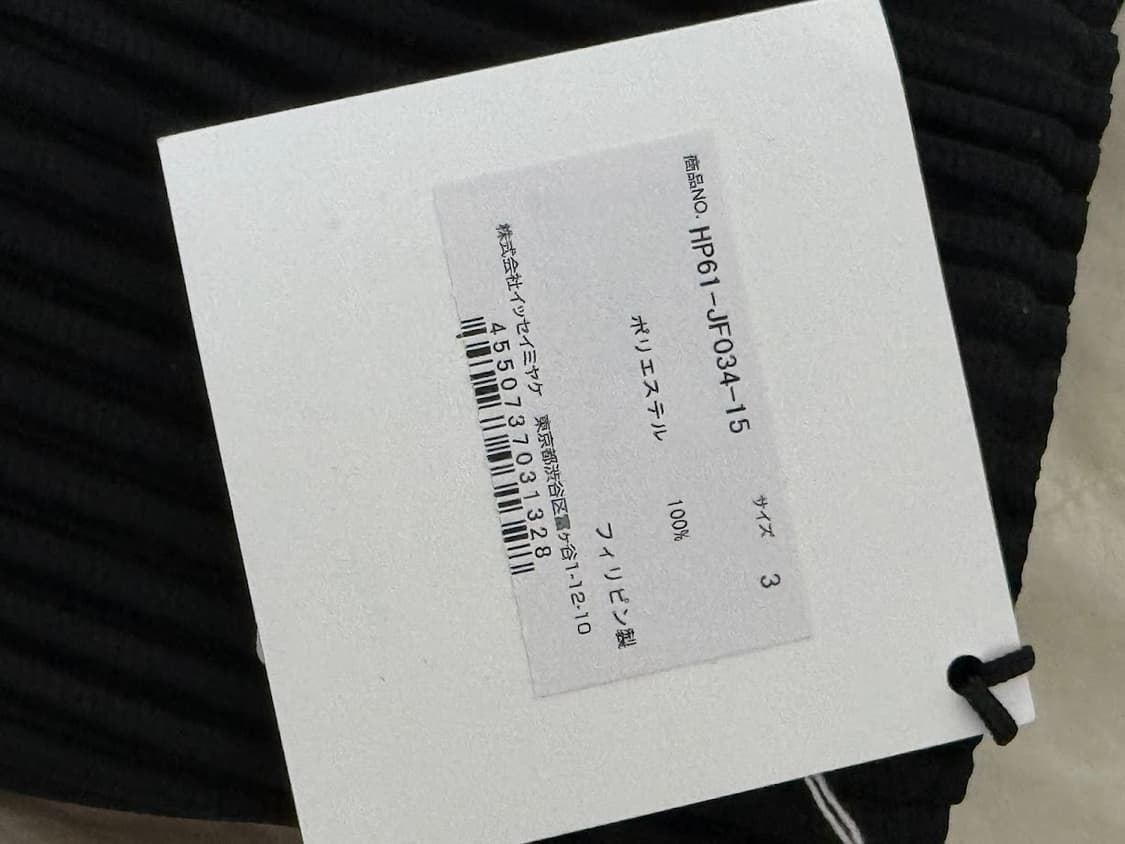 商品NO. HP61-JF034-15
サイズ 3
ポリエステル 100%
フィリピン製
株式会社イッセイミヤケ 東京都渋谷区 ヶ谷1-12-10
4550737031328